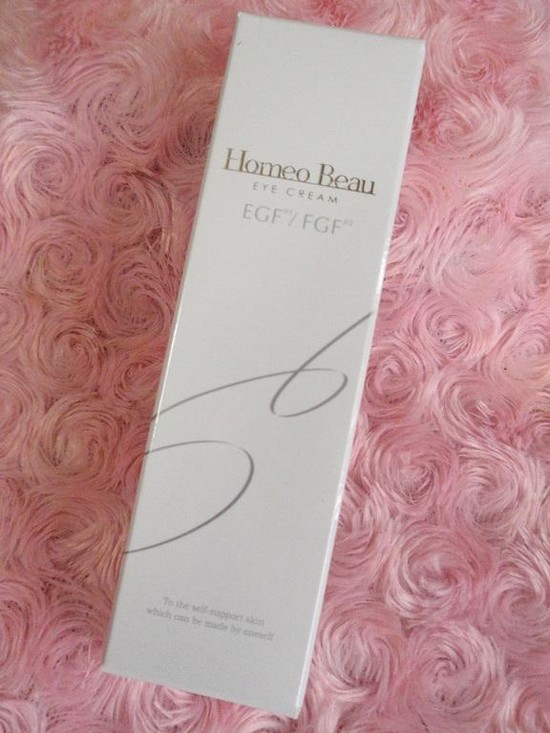 Homeo Beau
EYE CREAM
EGF / FGF
To the self-support skin
which can be made by oneself